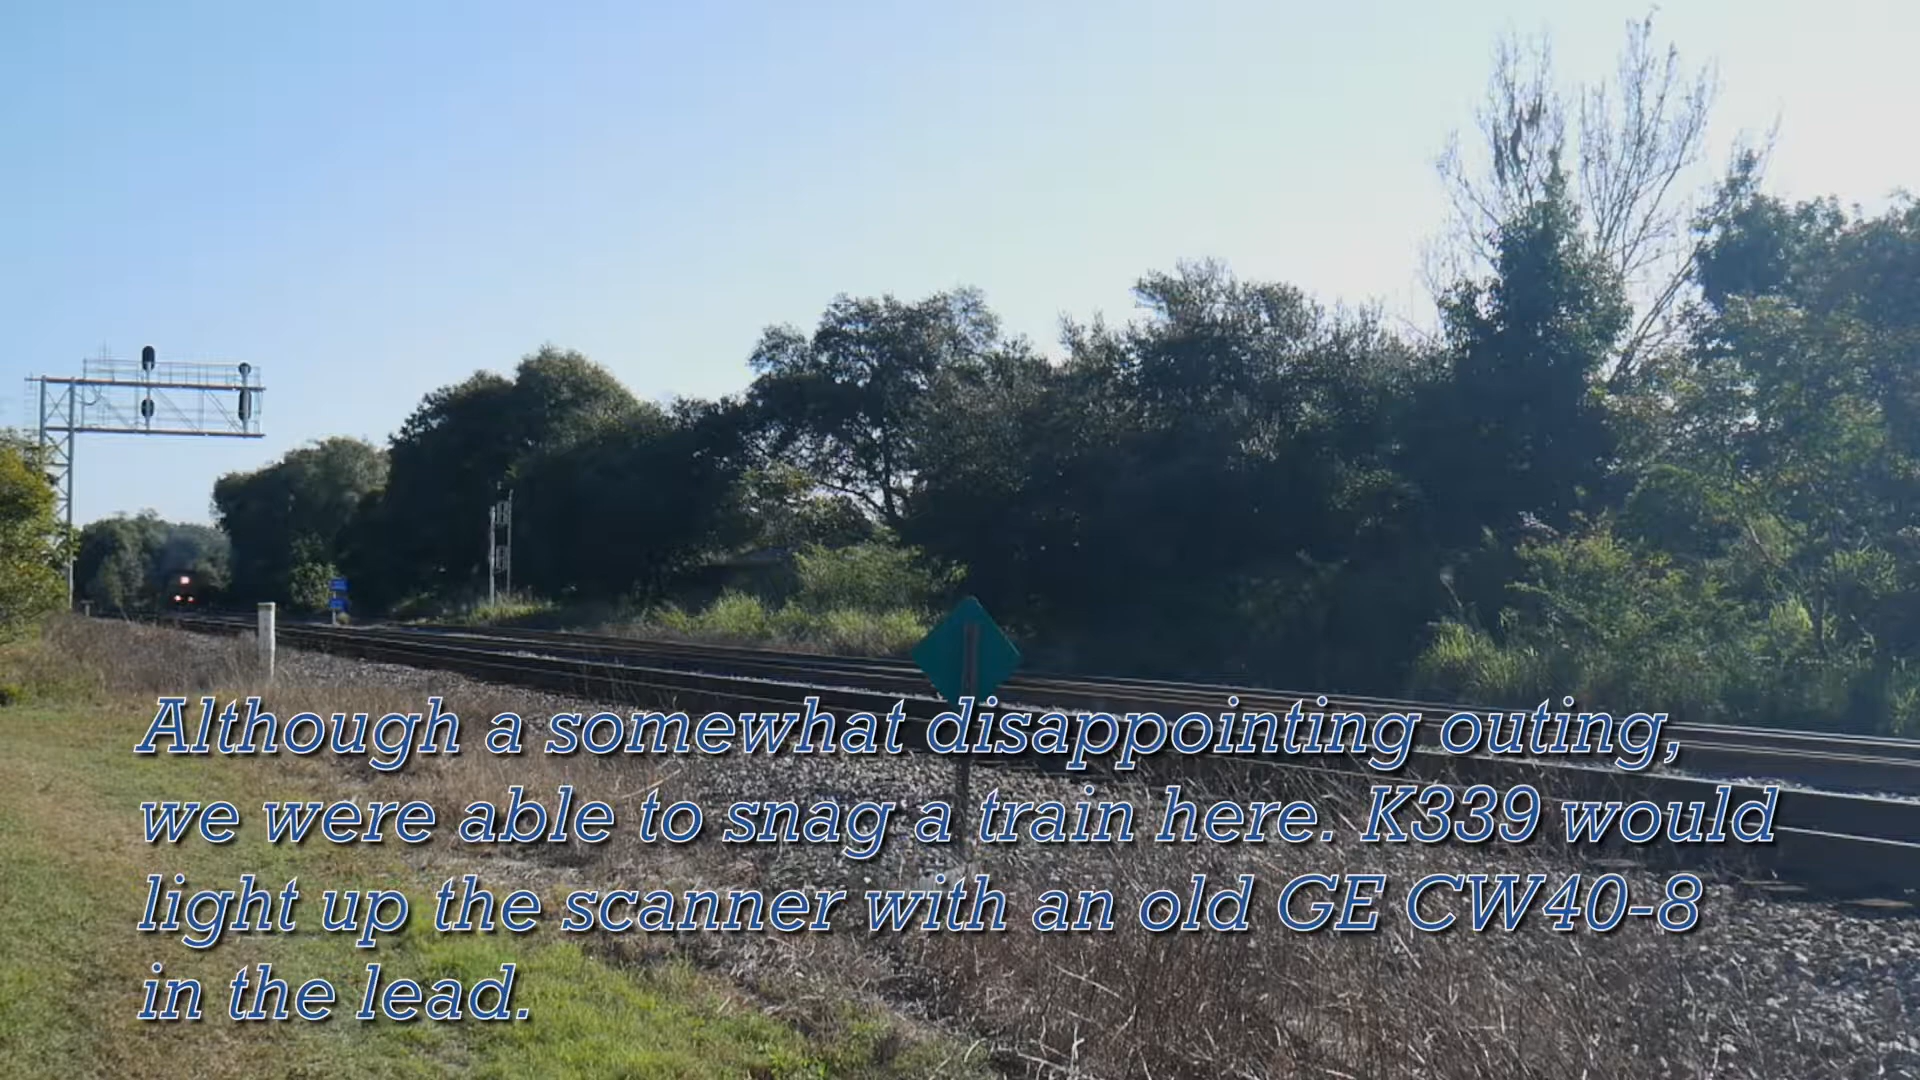 Although a somewhat disappointing outing,
we were able to snag a train here. K339 would
light up the scanner with an old GE CW40-8
in the lead.